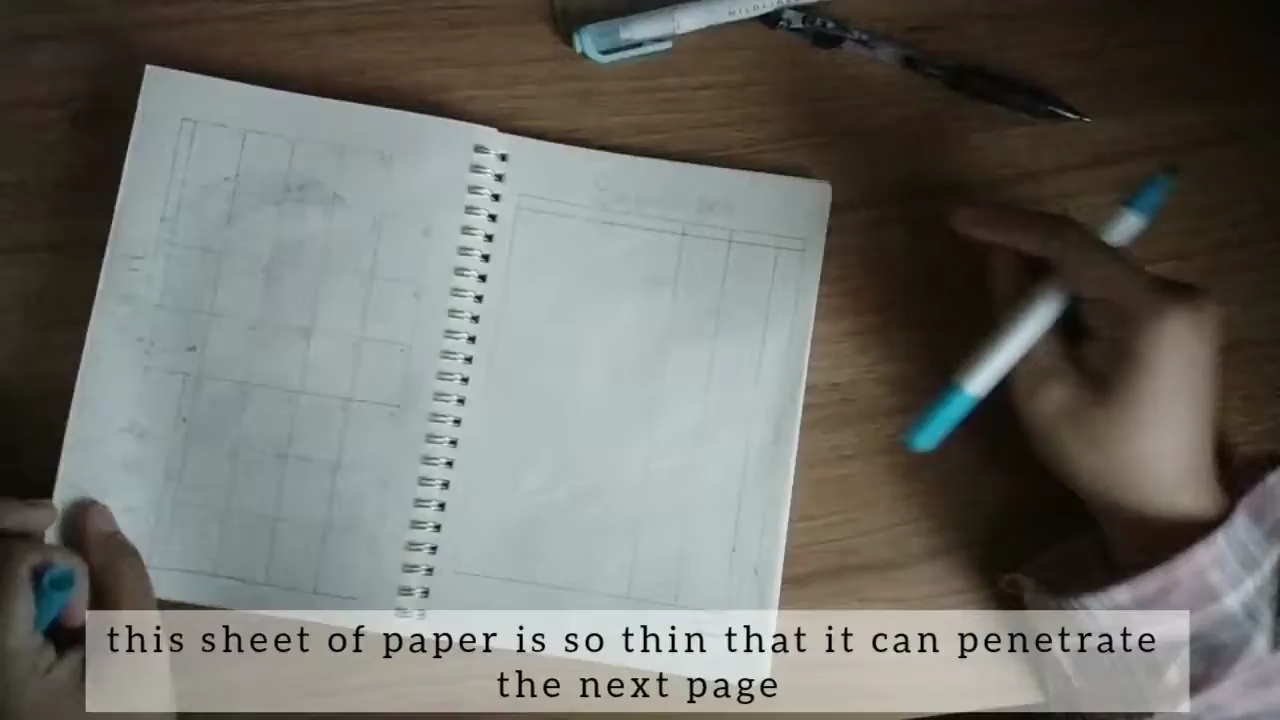 this sheet of paper is so thin that it can penetrate
the next page